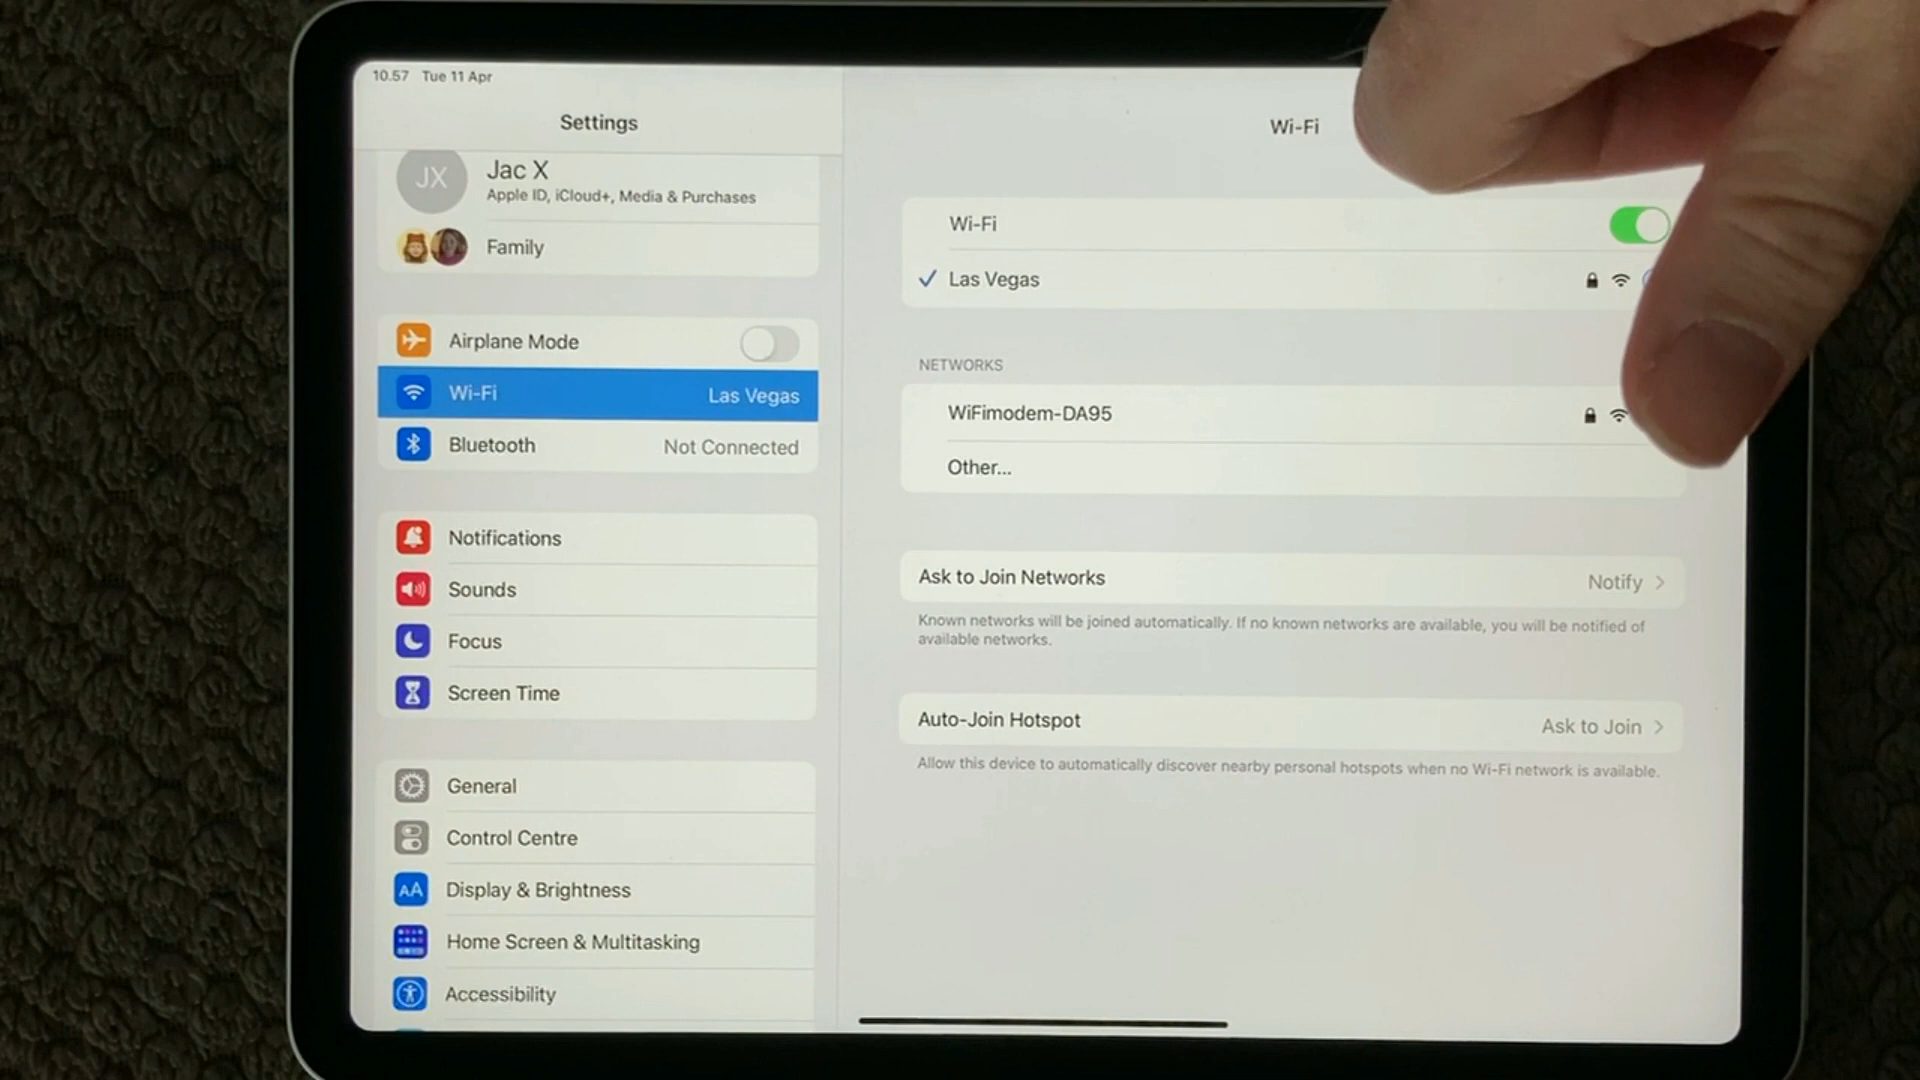 10.57 Tue 11 Apr
Settings
JX
Jac X
Apple ID, iCloud+, Media & Purchases
Family
Airplane Mode
Wi-Fi
Las Vegas
Bluetooth
Not Connected
Notifications
Sounds
Focus
Screen Time
General
Control Centre
AA
Display & Brightness
Home Screen & Multitasking
Accessibility
Wi-Fi
Wi-Fi
Las Vegas
NETWORKS
WiFimodem-DA95
Other...
Ask to Join Networks
Notify
Known networks will be joined automatically. If no known networks are available, you will be notified of
available networks.
Auto-Join Hotspot
Ask to Join
Allow this device to automatically discover nearby personal hotspots when no Wi-Fi network is available.